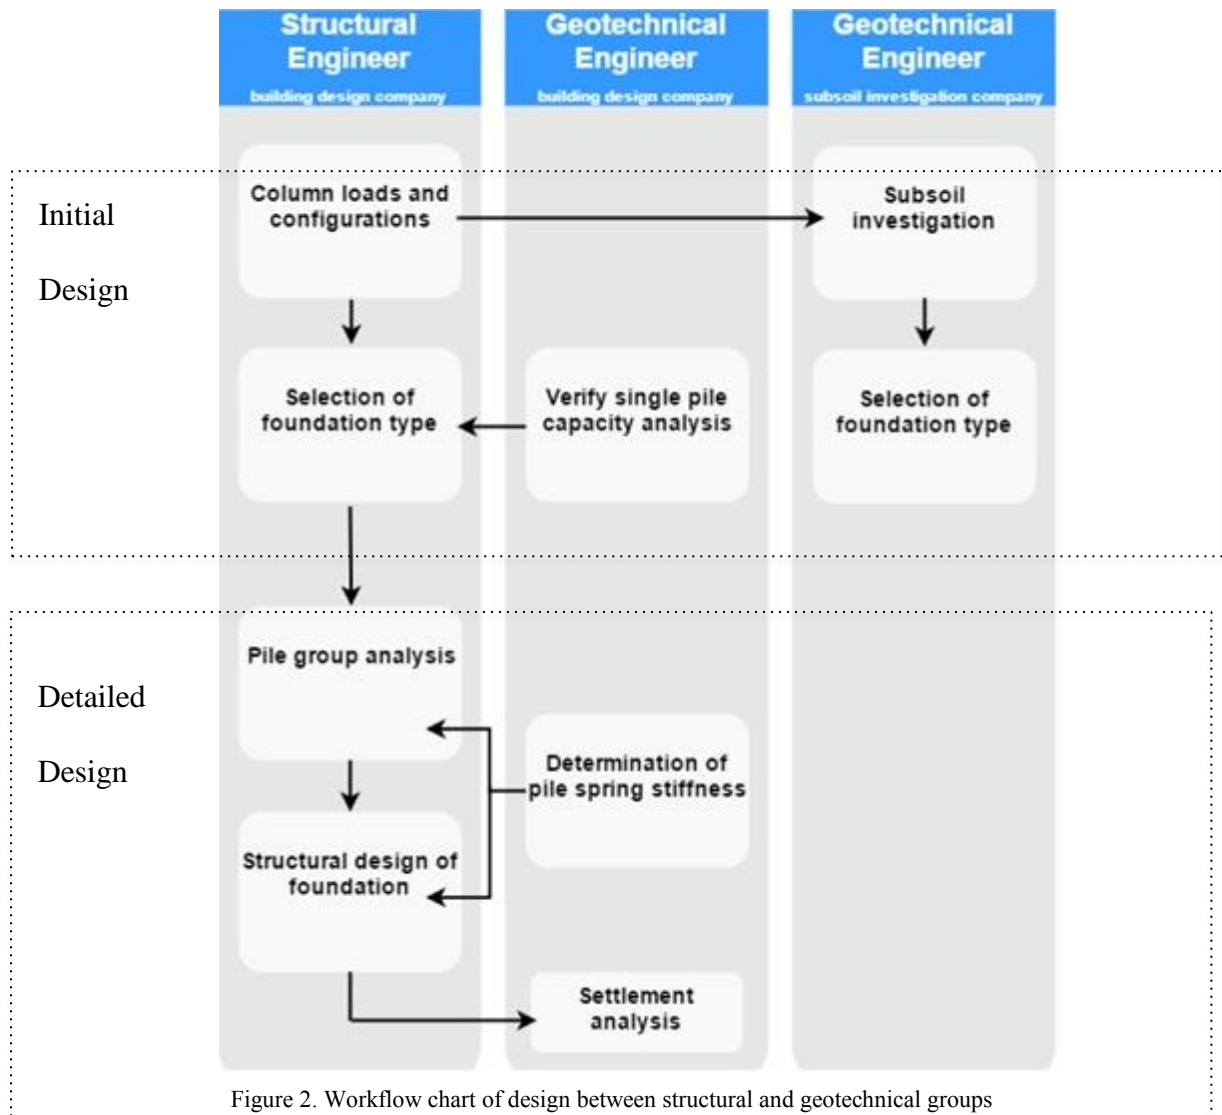 Structural
Engineer
building design company
Geotechnical
Engineer
building design company
Geotechnical
Engineer
subsoil investigation company
Initial
Design
Column loads and
configurations
Subsoil
investigation
Selection of
foundation type
Verify single pile
capacity analysis
Selection of
foundation type
Detailed
Design
Pile group analysis
Determination of
pile spring stiffness
Structural design of
foundation
Settlement
analysis
Figure 2. Workflow chart of design between structural and geotechnical groups